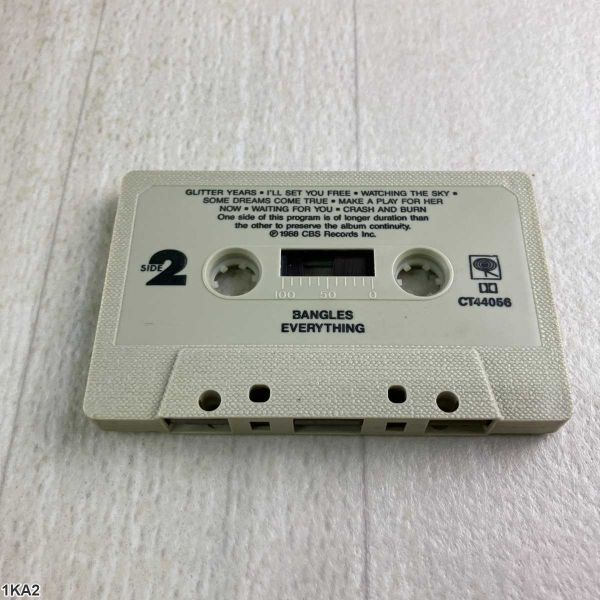 GLITTER YEARS • I'LL SET YOU FREE • WATCHING THE SKY •
SOME DREAMS COME TRUE • MAKE A PLAY FOR HER
NOW • WAITING FOR YOU • CRASH AND BURN
One side of this program is of longer duration than
the other to preserve the album continuity.
℗ 1988 CBS Records Inc.
SIDE 2
100 50 0
CT44056
BANGLES
EVERYTHING
1KA2